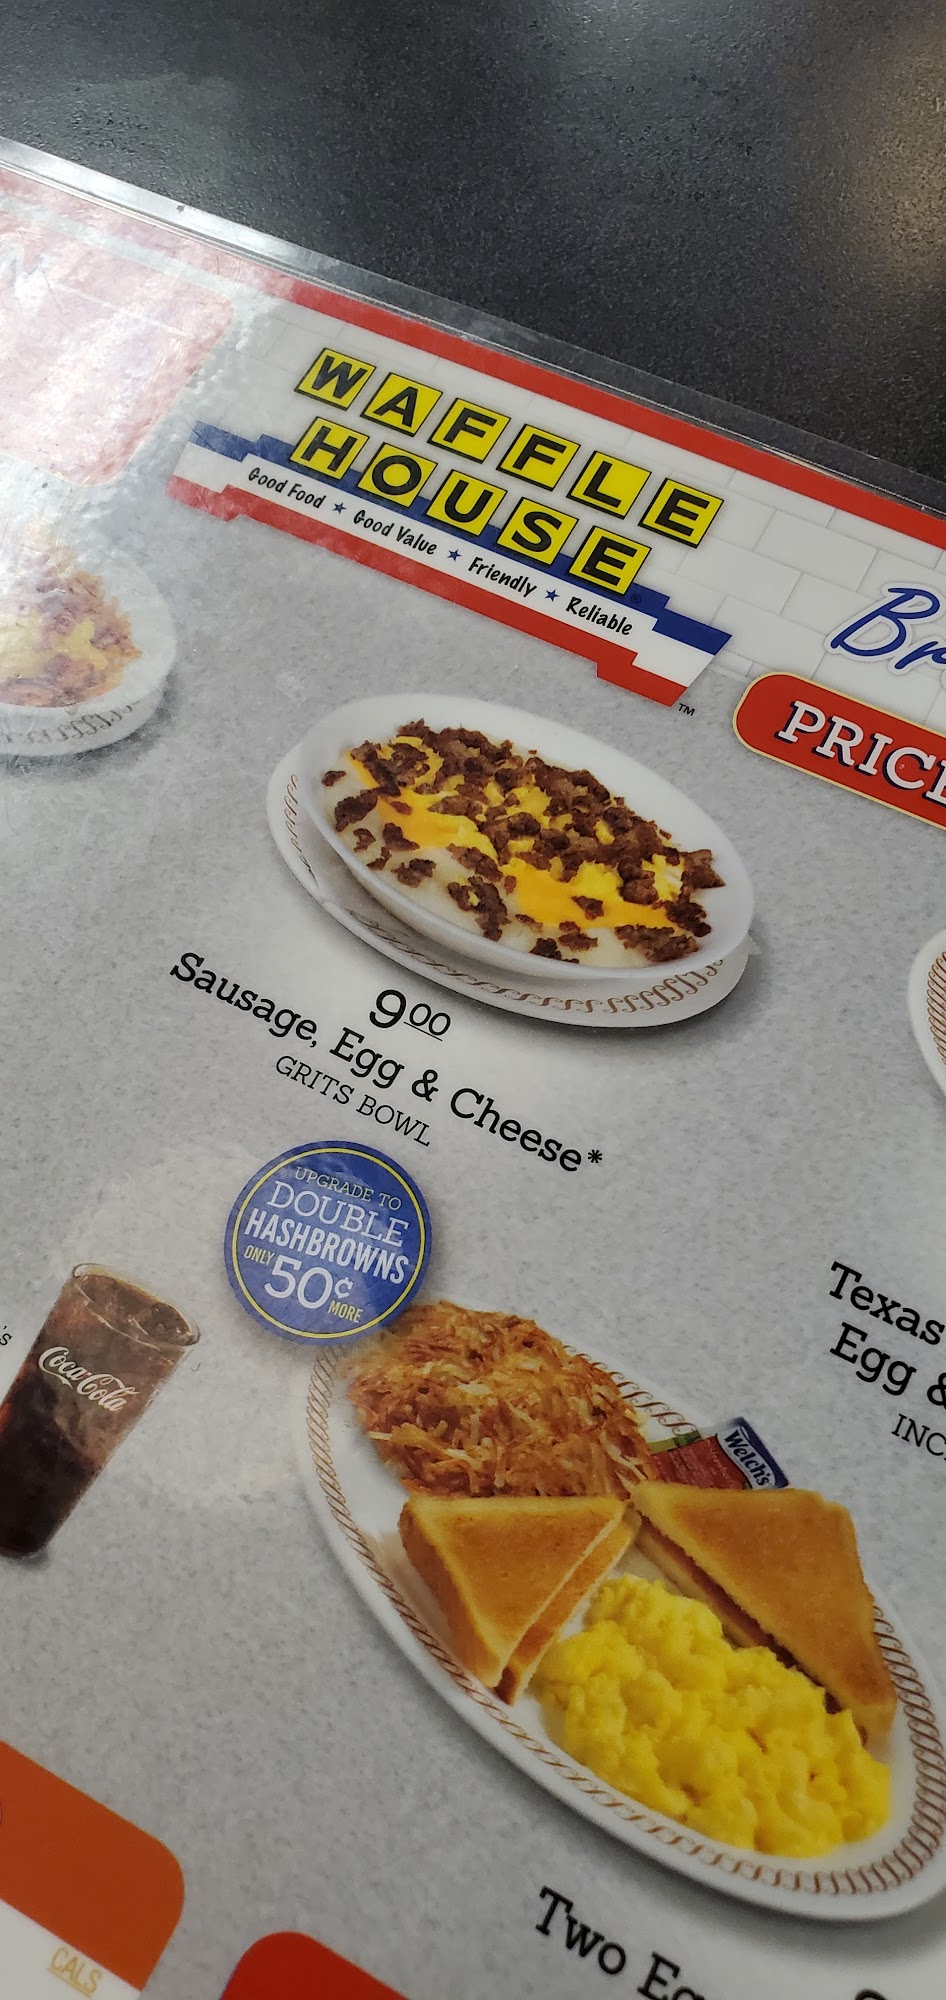 WAFFLE
HOUSE®
Good Food ★ Good Value ★ Friendly ★ Reliable
™
Br
PRIC
9.00
Sausage, Egg & Cheese*
GRITS BOWL
UPGRADE TO
DOUBLE
HASHBROWNS
ONLY 50¢ MORE
's
Coca-Cola
Texas
Egg &
INC
Welch's
Two Eg
CALS